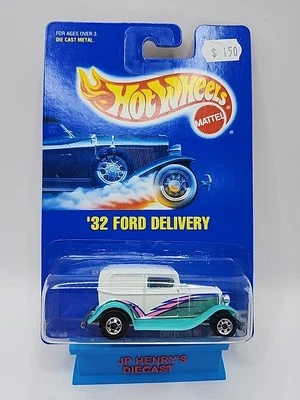 FOR AGES OVER 3
DIE CAST METAL
$ 150
Hot Wheels
MATTEL
'32 FORD DELIVERY
JP HENRY'S
DIECAST